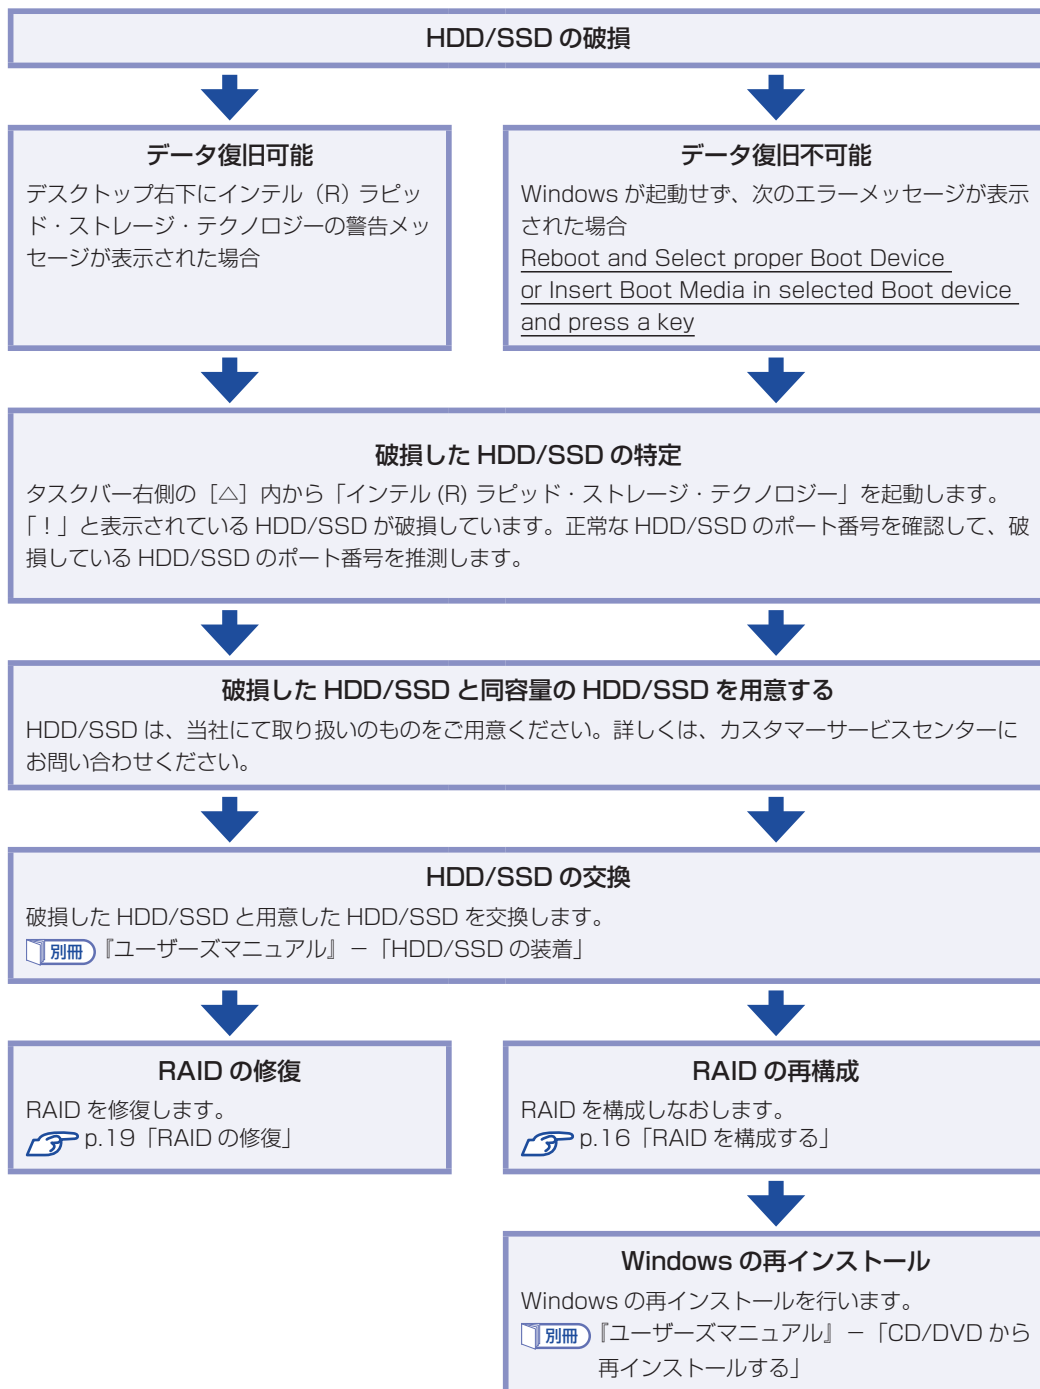 HDD/SSD の破損
データ復旧可能
デスクトップ右下にインテル（R）ラピッ
ド・ストレージ・テクノロジーの警告メッ
セージが表示された場合
データ復旧不可能
Windows が起動せず、次のエラーメッセージが表示
された場合
Reboot and Select proper Boot Device
or Insert Boot Media in selected Boot device
and press a key
破損した HDD/SSD の特定
タスクバー右側の［△］内から「インテル (R) ラピッド・ストレージ・テクノロジー」を起動します。
「！」と表示されている HDD/SSD が破損しています。正常な HDD/SSD のポート番号を確認して、破
損している HDD/SSD のポート番号を推測します。
破損した HDD/SSD と同容量の HDD/SSD を用意する
HDD/SSD は、当社にて取り扱いのものをご用意ください。詳しくは、カスタマーサービスセンターに
お問い合わせください。
HDD/SSD の交換
破損した HDD/SSD と用意した HDD/SSD を交換します。
別冊『ユーザーズマニュアル』－「HDD/SSD の装着」
RAID の修復
RAID を修復します。
p.19「RAID の修復」
RAID の再構成
RAID を構成しなおします。
p.16「RAID を構成する」
Windows の再インストール
Windows の再インストールを行います。
別冊『ユーザーズマニュアル』－「CD/DVD から
再インストールする」